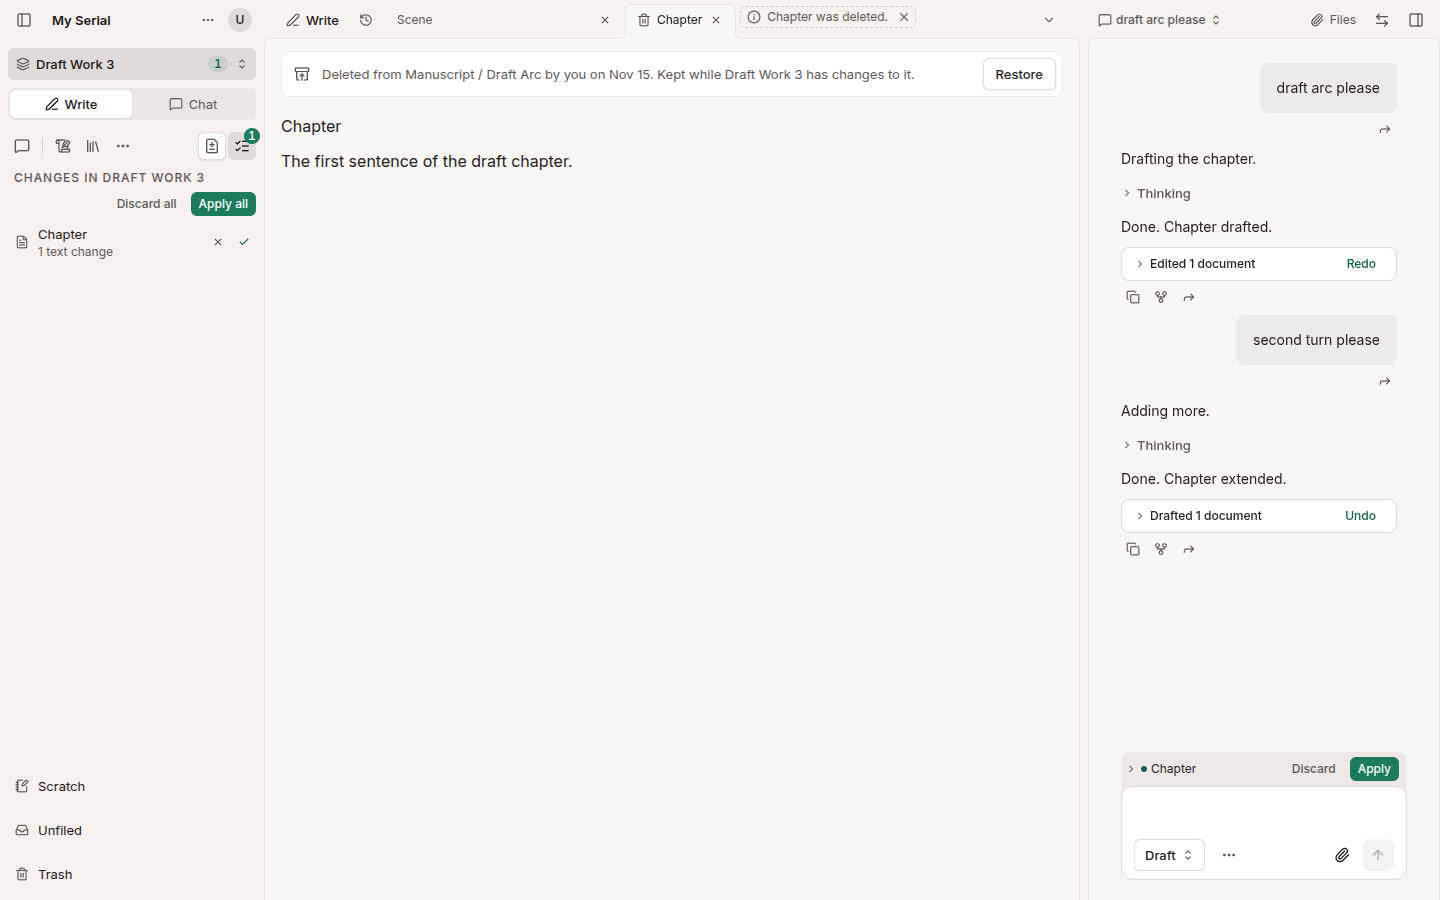 My Serial
U
Draft Work 3
1
Write
Chat
1
CHANGES IN DRAFT WORK 3
Discard all
Apply all
Chapter
1 text change
Scratch
Unfiled
Trash
Write
Scene
Chapter
Chapter was deleted.
Deleted from Manuscript / Draft Arc by you on Nov 15. Kept while Draft Work 3 has changes to it.
Restore
Chapter
The first sentence of the draft chapter.
draft arc please
Files
draft arc please
Drafting the chapter.
Thinking
Done. Chapter drafted.
Edited 1 document
Redo
second turn please
Adding more.
Thinking
Done. Chapter extended.
Drafted 1 document
Undo
Chapter
Discard
Apply
Draft